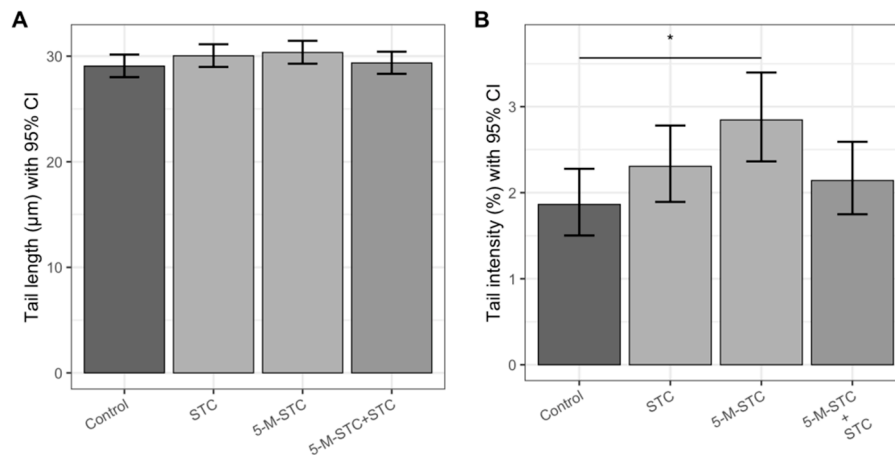 A
Tail length (µm) with 95% CI
30
20
10
0
Control
STC
5-M-STC
5-M-STC+STC
B
Tail intensity (%) with 95% CI
*
3
2
1
0
Control
STC
5-M-STC
5-M-STC
+
STC